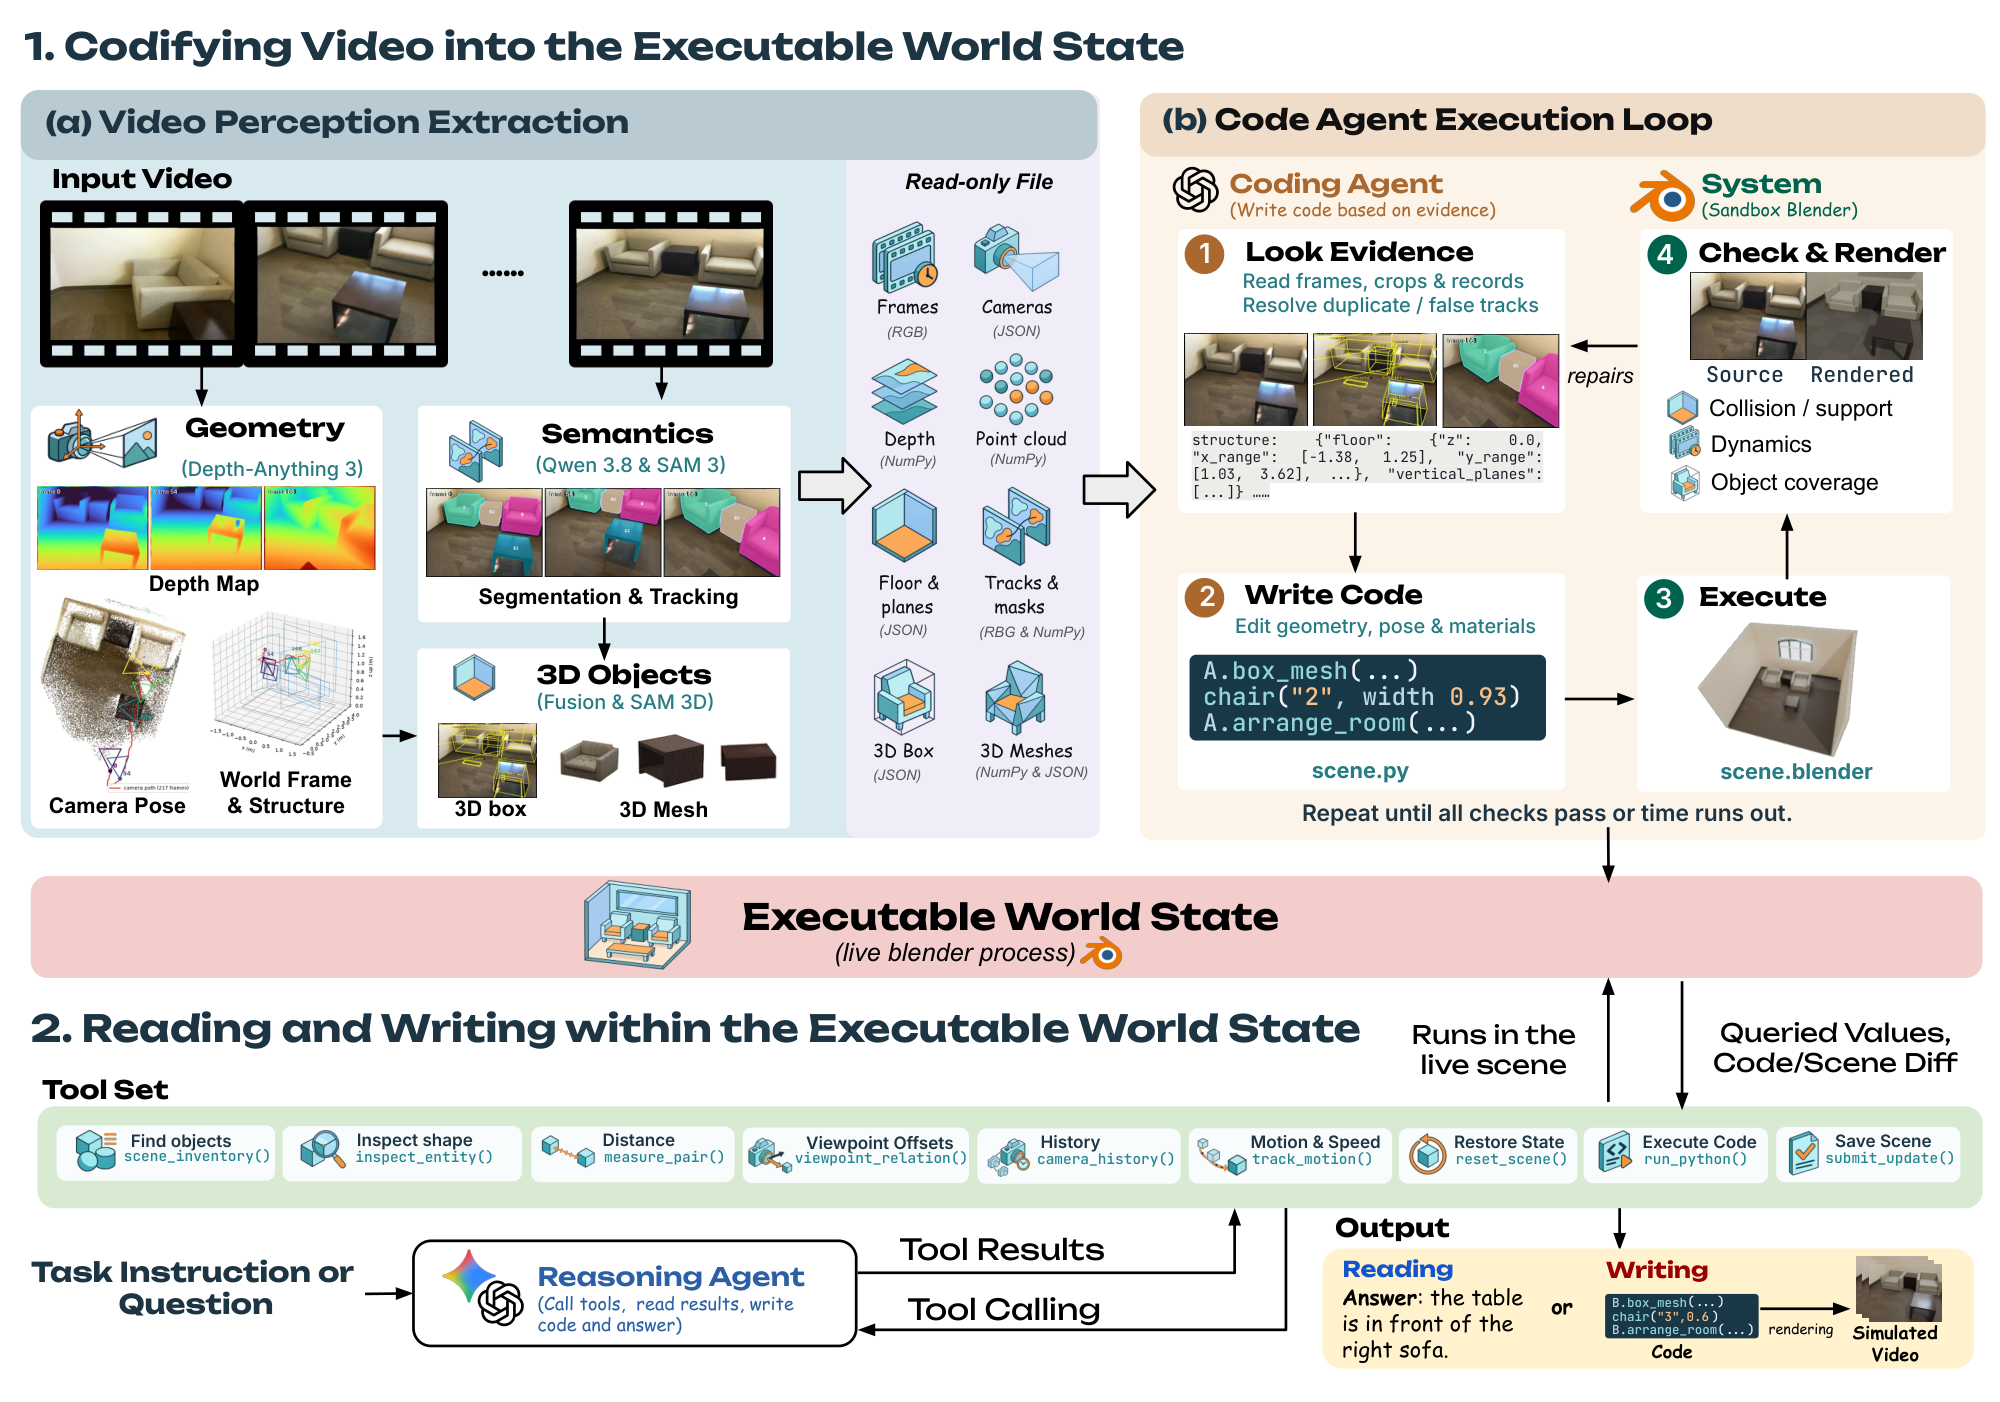 1. Codifying Video into the Executable World State
(a) Video Perception Extraction
Input Video
......
Geometry
(Depth-Anything 3)
Depth Map
Camera Pose
World Frame
& Structure
Semantics
(Qwen 3.8 & SAM 3)
Segmentation & Tracking
3D Objects
(Fusion & SAM 3D)
3D box
3D Mesh
Read-only File
Frames
(RGB)
Cameras
(JSON)
Depth
(NumPy)
Point cloud
(NumPy)
Floor &
planes
(JSON)
Tracks &
masks
(RBG & NumPy)
3D Box
(JSON)
3D Meshes
(NumPy & JSON)
(b) Code Agent Execution Loop
Coding Agent
(Write code based on evidence)
System
(Sandbox Blender)
1 Look Evidence
Read frames, crops & records
Resolve duplicate / false tracks
structure: {"floor": {"z": 0.0,
"x_range": [-1.38, 1.25], "y_range":
[1.03, 3.62], ...}, "vertical_planes":
[...]} ……
repairs
4 Check & Render
Source Rendered
Collision / support
Dynamics
Object coverage
2 Write Code
Edit geometry, pose & materials
A.box_mesh(...)
chair("2", width 0.93)
A.arrange_room(...)
scene.py
3 Execute
scene.blender
Repeat until all checks pass or time runs out.
Executable World State
(live blender process)
2. Reading and Writing within the Executable World State
Runs in the
live scene
Queried Values,
Code/Scene Diff
Tool Set
Find objects
scene_inventory()
Inspect shape
inspect_entity()
Distance
measure_pair()
Viewpoint Offsets
viewpoint_relation()
History
camera_history()
Motion & Speed
track_motion()
Restore State
reset_scene()
Execute Code
run_python()
Save Scene
submit_update()
Task Instruction or
Question
Reasoning Agent
(Call tools, read results, write
code and answer)
Tool Results
Tool Calling
Output
Reading
Answer: the table
is in front of the
right sofa.
or
Writing
B.box_mesh(...)
chair("3",0.6)
B.arrange_room(...)
Code
rendering
Simulated
Video